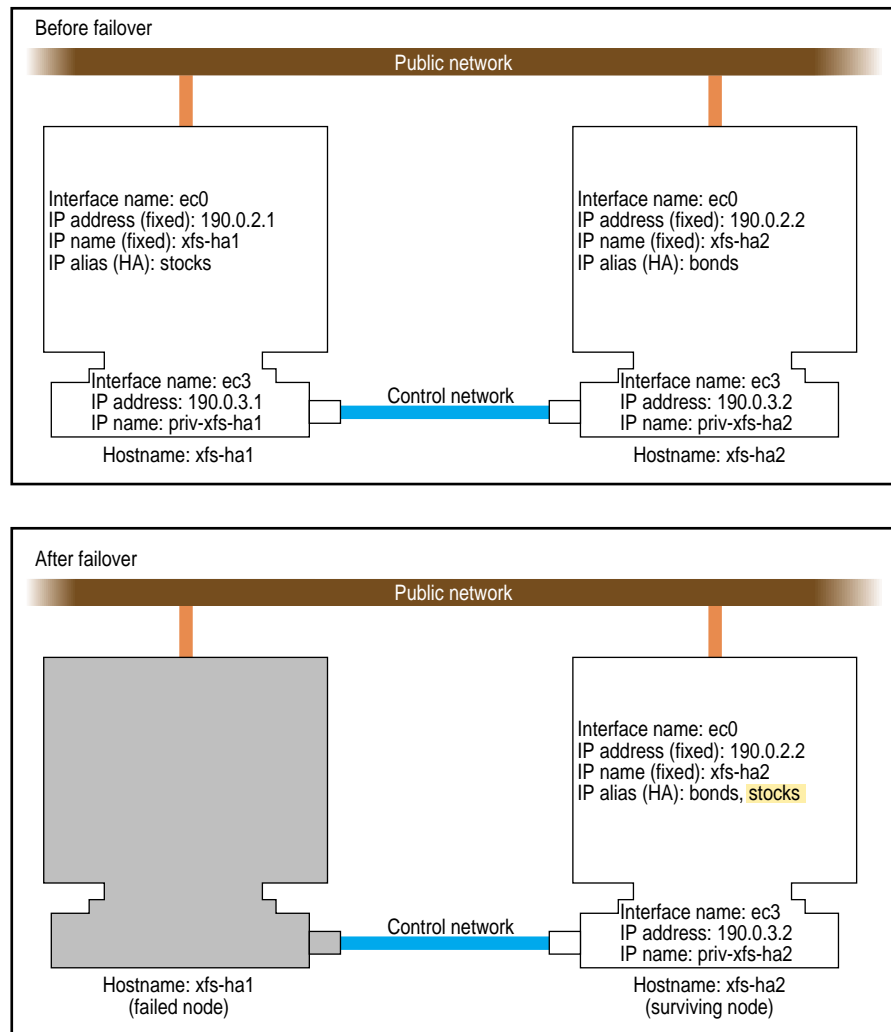 Before failover
Public network
Interface name: ec0
IP address (fixed): 190.0.2.1
IP name (fixed): xfs-ha1
IP alias (HA): stocks
Interface name: ec0
IP address (fixed): 190.0.2.2
IP name (fixed): xfs-ha2
IP alias (HA): bonds
Interface name: ec3
IP address: 190.0.3.1
IP name: priv-xfs-ha1
Control network
Interface name: ec3
IP address: 190.0.3.2
IP name: priv-xfs-ha2
Hostname: xfs-ha1
Hostname: xfs-ha2
After failover
Public network
Interface name: ec0
IP address (fixed): 190.0.2.2
IP name (fixed): xfs-ha2
IP alias (HA): bonds, stocks
Control network
Interface name: ec3
IP address: 190.0.3.2
IP name: priv-xfs-ha2
Hostname: xfs-ha1
(failed node)
Hostname: xfs-ha2
(surviving node)